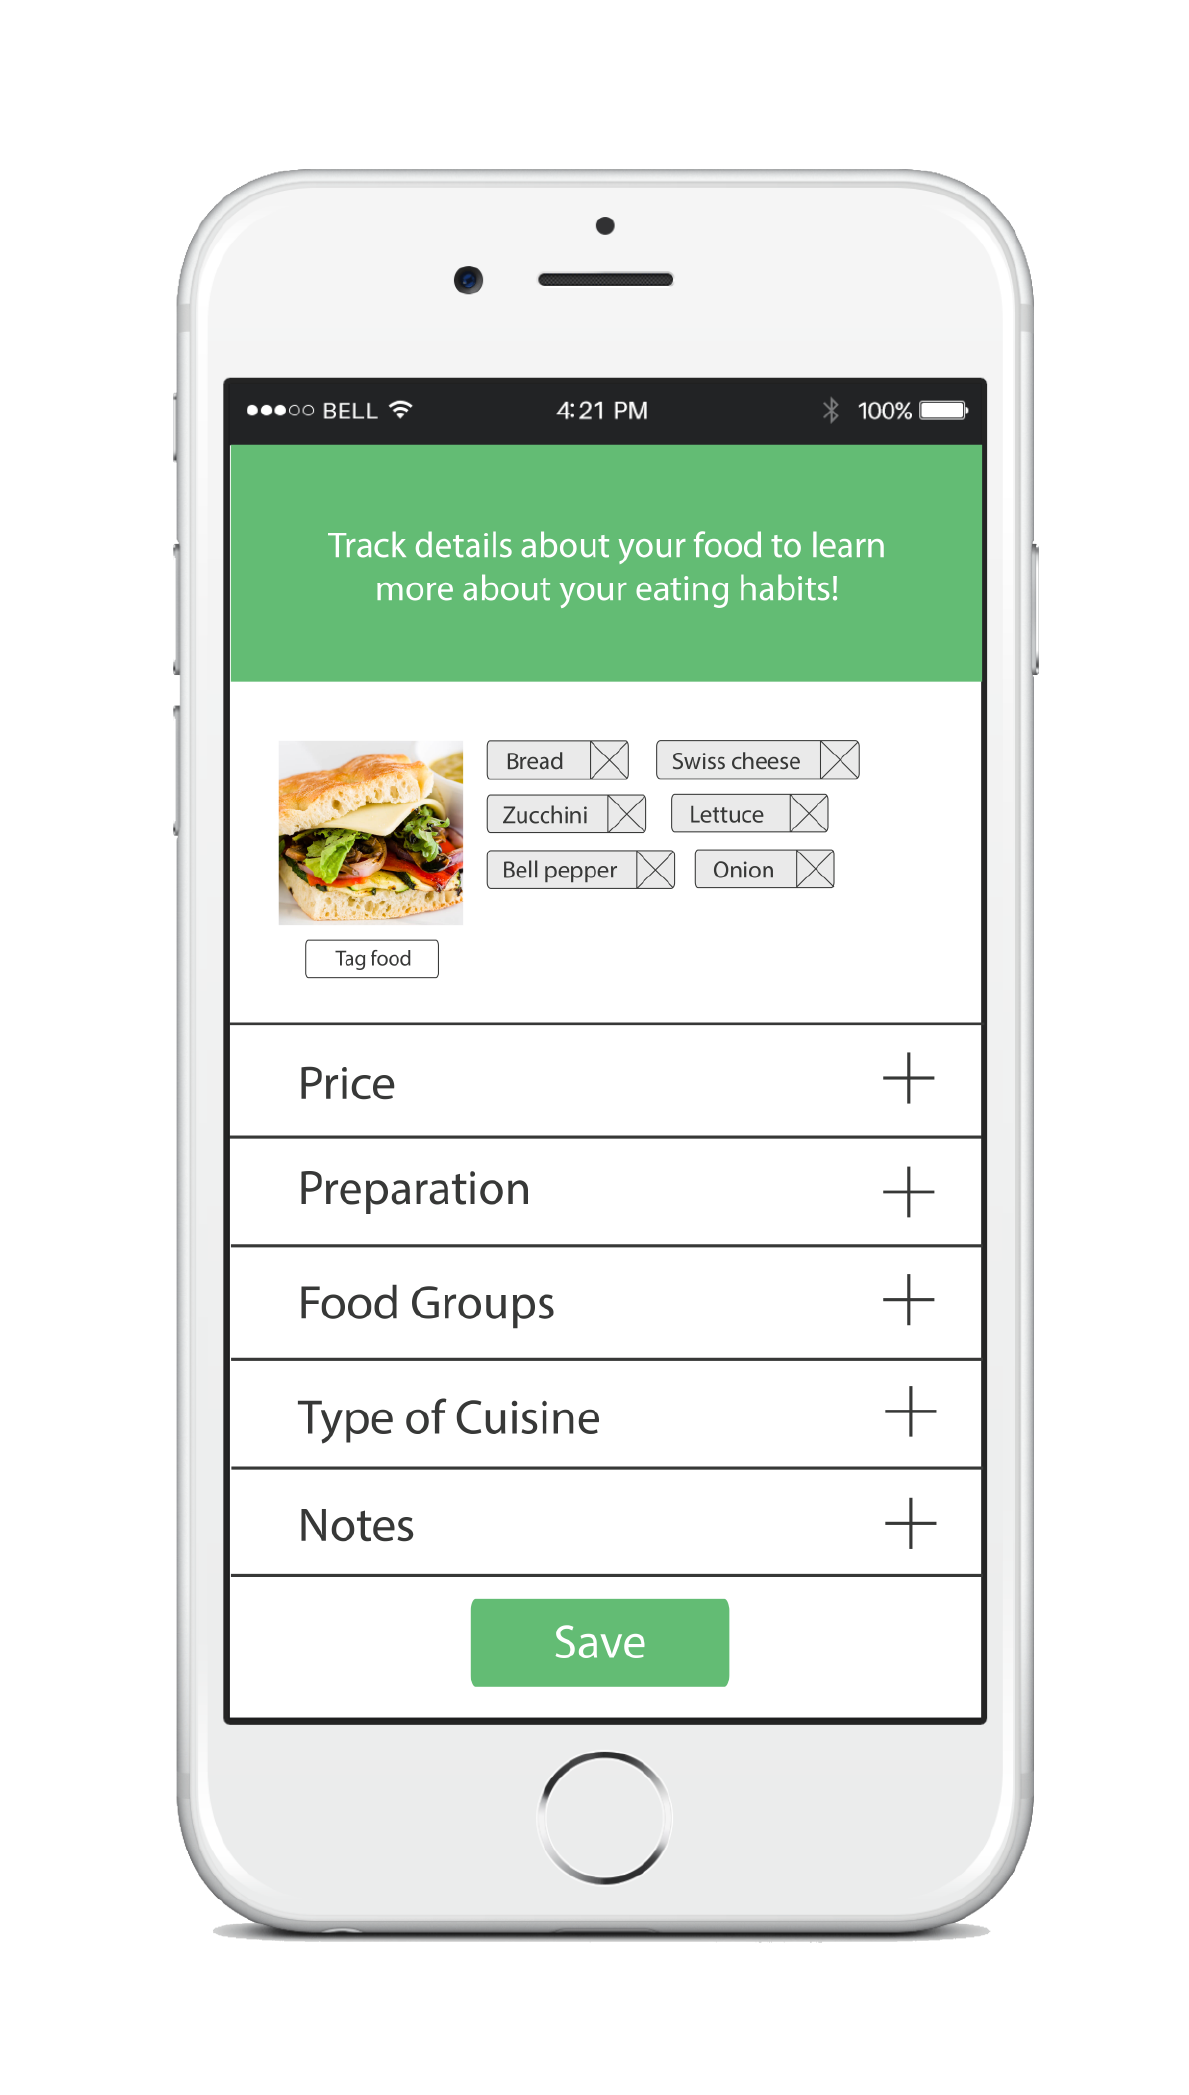 BELL 4:21 PM 100%
Track details about your food to learn
more about your eating habits!
Bread Swiss cheese
Zucchini Lettuce
Bell pepper Onion
Tag food
Price
Preparation
Food Groups
Type of Cuisine
Notes
Save